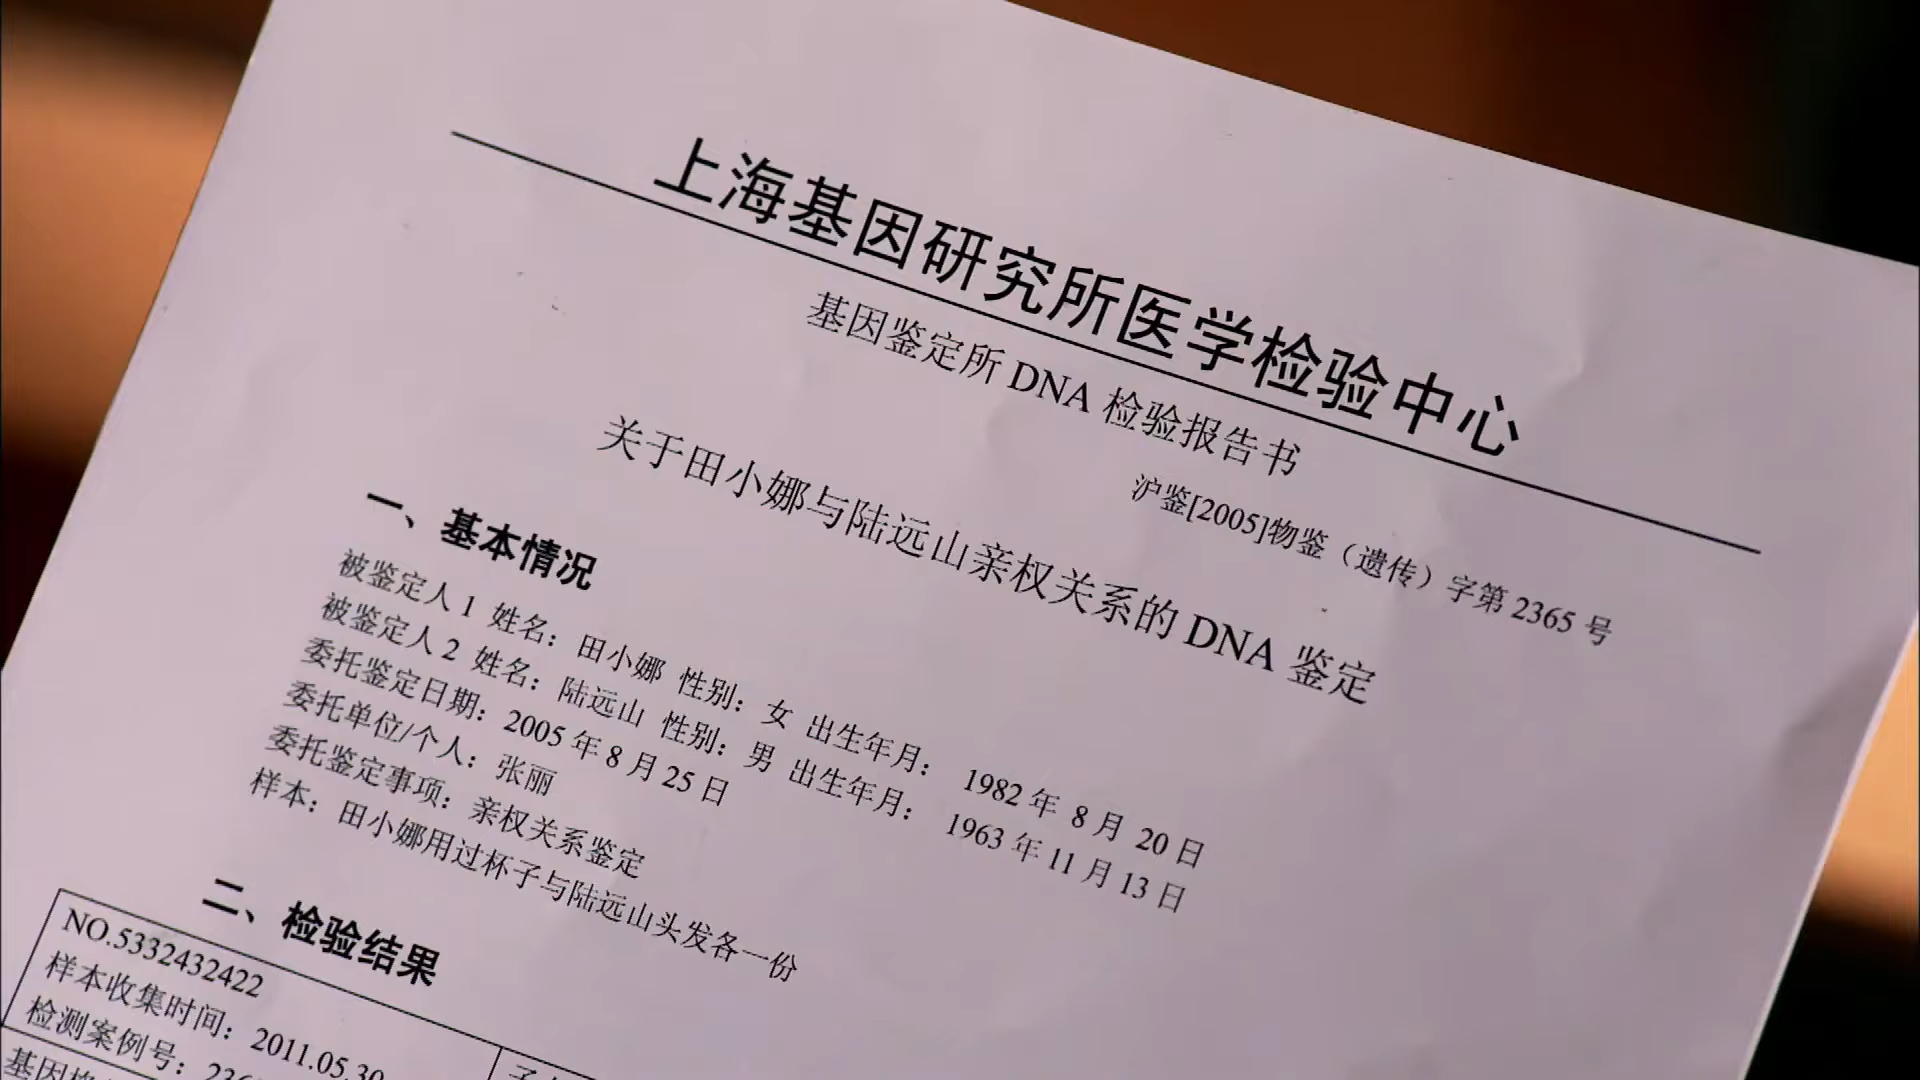 上海基因研究所医学检验中心
基因鉴定所 DNA 检验报告书
沪鉴[2005]物鉴（遗传）字第 2365 号
关于田小娜与陆远山亲权关系的 DNA 鉴定
一、基本情况
被鉴定人 1 姓名：田小娜 性别：女 出生年月： 1982 年 8 月 20 日
被鉴定人 2 姓名：陆远山 性别：男 出生年月： 1963 年 11 月 13 日
委托鉴定日期：2005 年 8 月 25 日
委托单位/个人：张丽
委托鉴定事项：亲权关系鉴定
样本：田小娜用过杯子与陆远山头发各一份
二、检验结果
NO.5332432422
样本收集时间：2011.05.30
检测案例号：236
基因